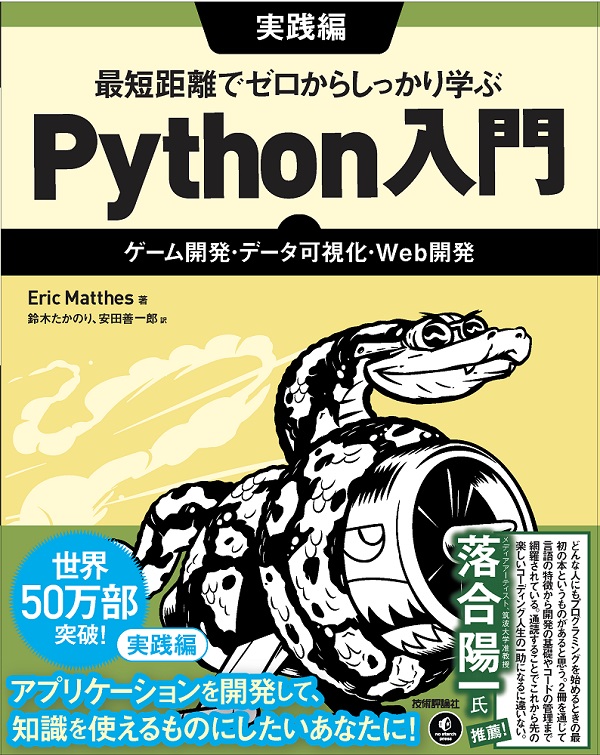 実践編
最短距離でゼロからしっかり学ぶ
Python入門
ゲーム開発・データ可視化・Web開発
Eric Matthes 著
鈴木たかのり、安田善一郎 訳
世界
50万部
突破!
実践編
アプリケーションを開発して、
知識を使えるものにしたいあなたに!
どんな人にもプログラミングを始めるときの最
初の本というものがあると思う。2冊を通して
言語の特徴から開発の基礎やコードの管理まで
網羅されている。通読することでこれから先の
楽しいコーディング人生の一助になるに違いない。
メディアアーティスト、筑波大学准教授
落合陽一氏
推薦!
技術評論社
no starch
press